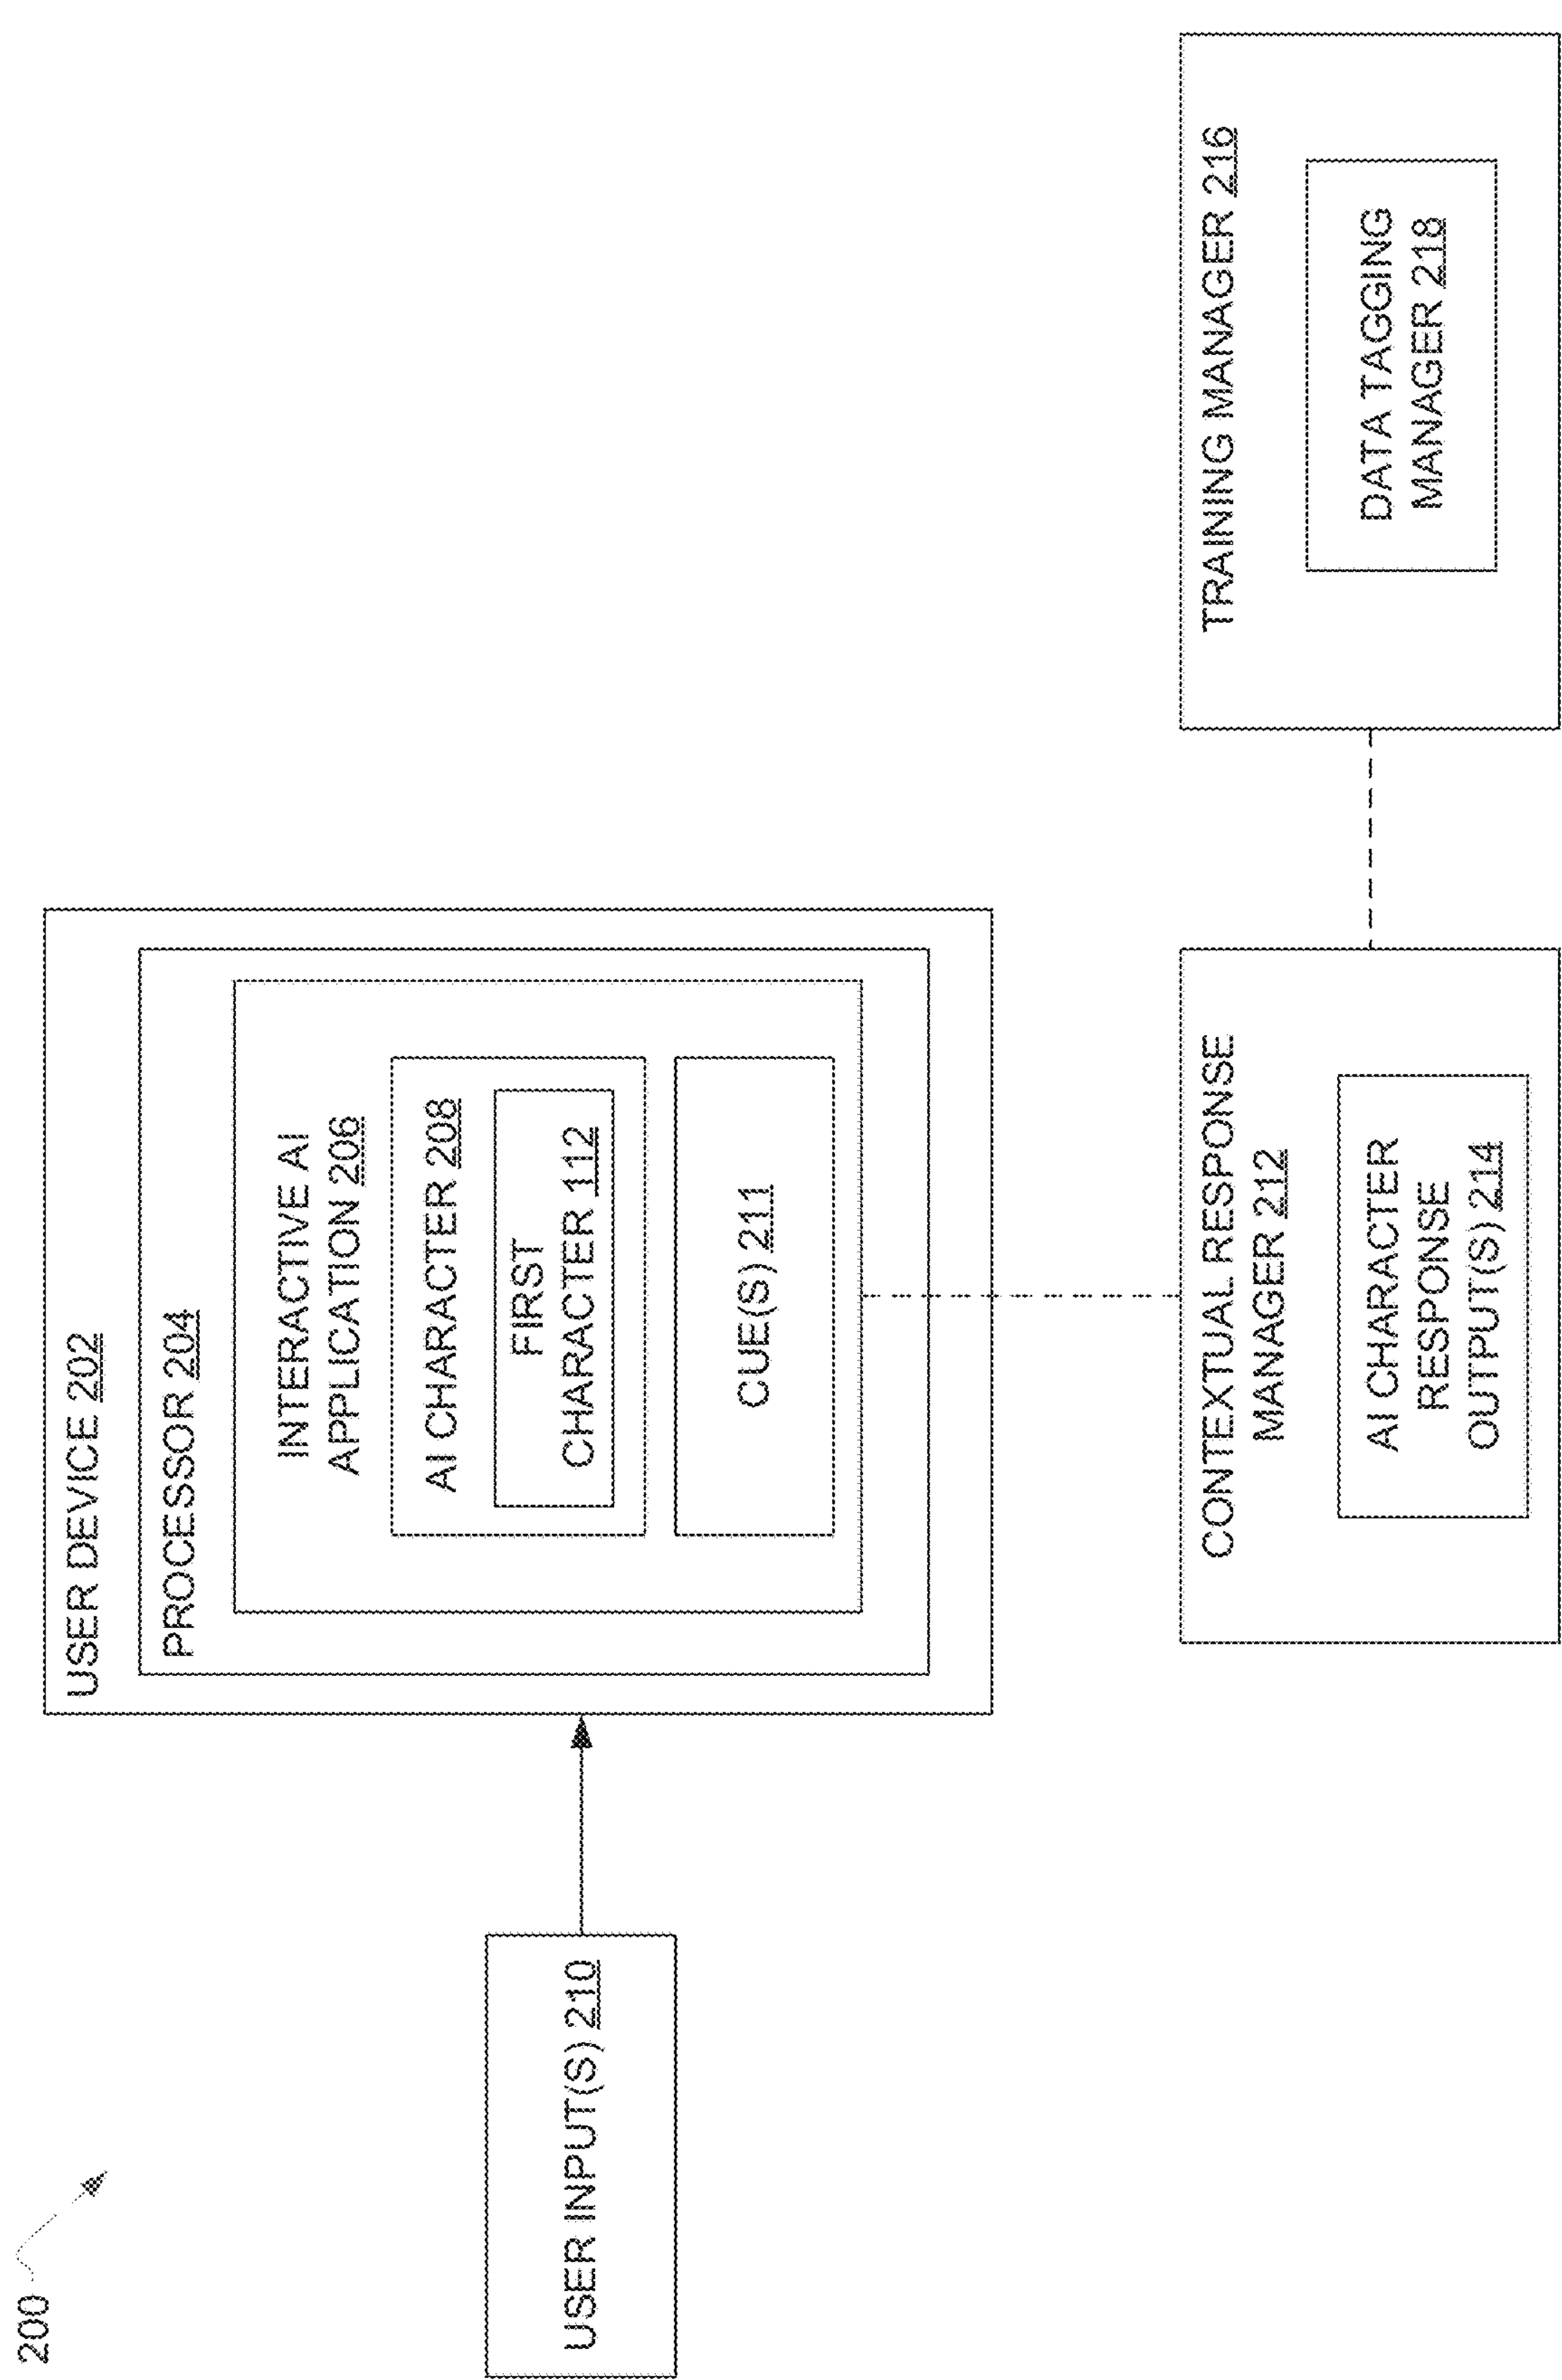 200
USER INPUT(S) 210
USER DEVICE 202
PROCESSOR 204
INTERACTIVE AI
APPLICATION 206
AI CHARACTER 208
FIRST
CHARACTER 112
CUE(S) 211
CONTEXTUAL RESPONSE
MANAGER 212
AI CHARACTER
RESPONSE
OUTPUT(S) 214
TRAINING MANAGER 216
DATA TAGGING
MANAGER 218